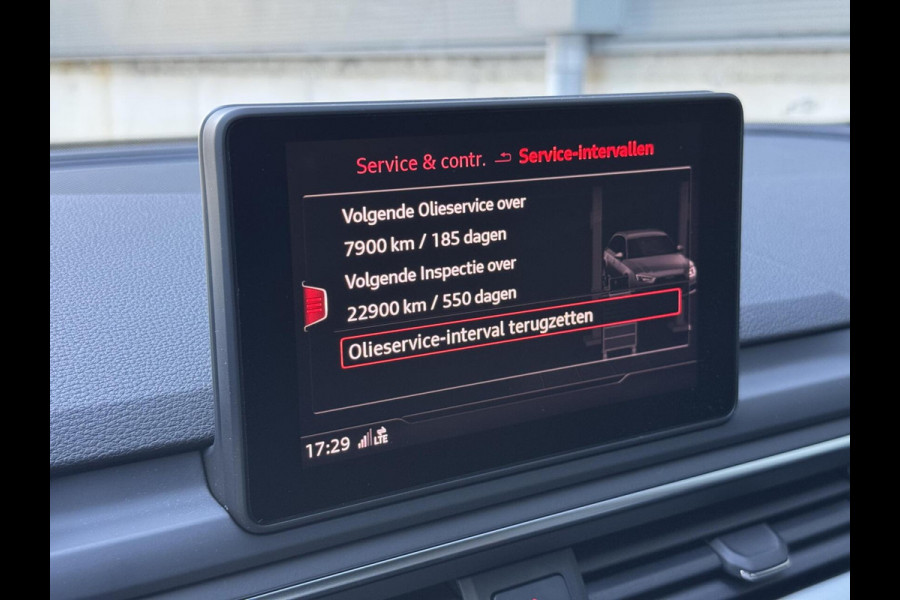 Service & contr. Service-intervallen
Volgende Olieservice over
7900 km / 185 dagen
Volgende Inspectie over
22900 km / 550 dagen
Olieservice-interval terugzetten
17:29 LTE